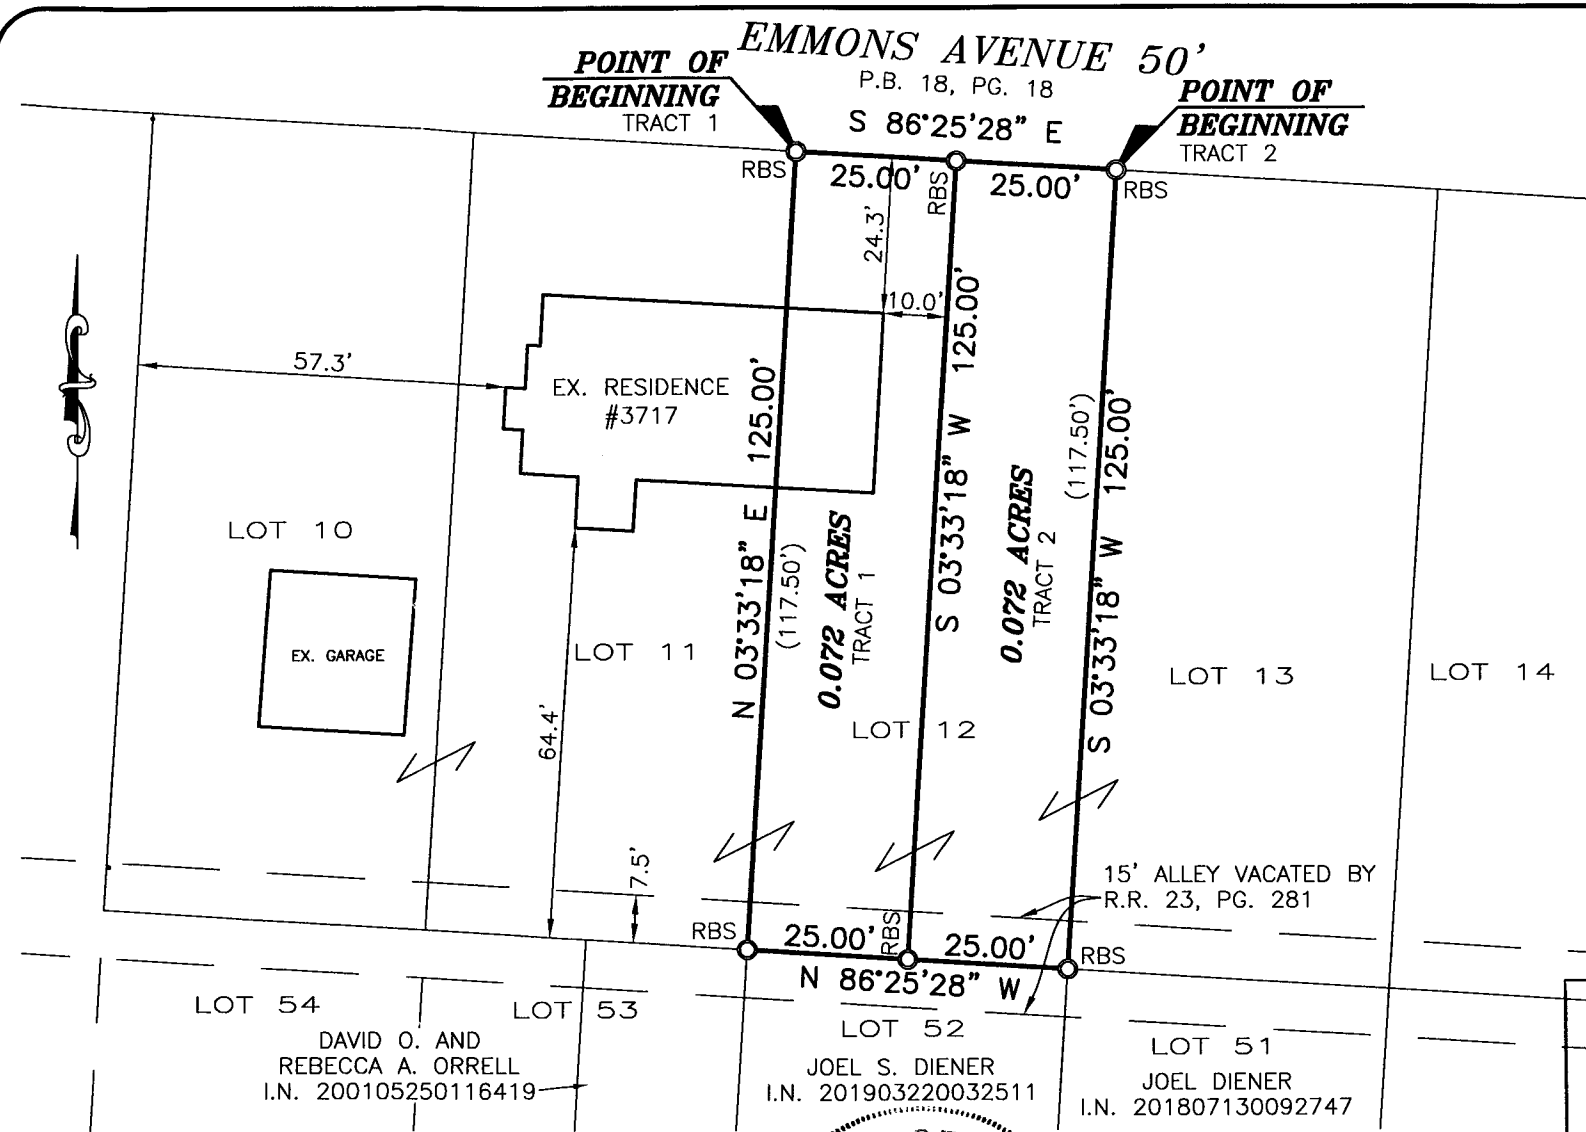 EMMONS AVENUE 50'
P.B. 18, PG. 18
POINT OF
BEGINNING
TRACT 1
POINT OF
BEGINNING
TRACT 2
S 86°25'28" E
RBS
25.00'
RBS
25.00'
RBS
24.3'
10.0'
57.3'
EX. RESIDENCE
#3717
N 03°33'18" E 125.00'
(117.50')
0.072 ACRES
TRACT 1
S 03°33'18" W 125.00'
0.072 ACRES
TRACT 2
(117.50')
S 03°33'18" W 125.00'
LOT 10
EX. GARAGE
LOT 11
64.4'
LOT 12
LOT 13
LOT 14
7.5'
15' ALLEY VACATED BY
R.R. 23, PG. 281
RBS
25.00'
RBS
25.00'
RBS
N 86°25'28" W
LOT 54
LOT 53
LOT 52
LOT 51
DAVID O. AND
REBECCA A. ORRELL
I.N. 200105250116419
JOEL S. DIENER
I.N. 201903220032511
JOEL DIENER
I.N. 201807130092747